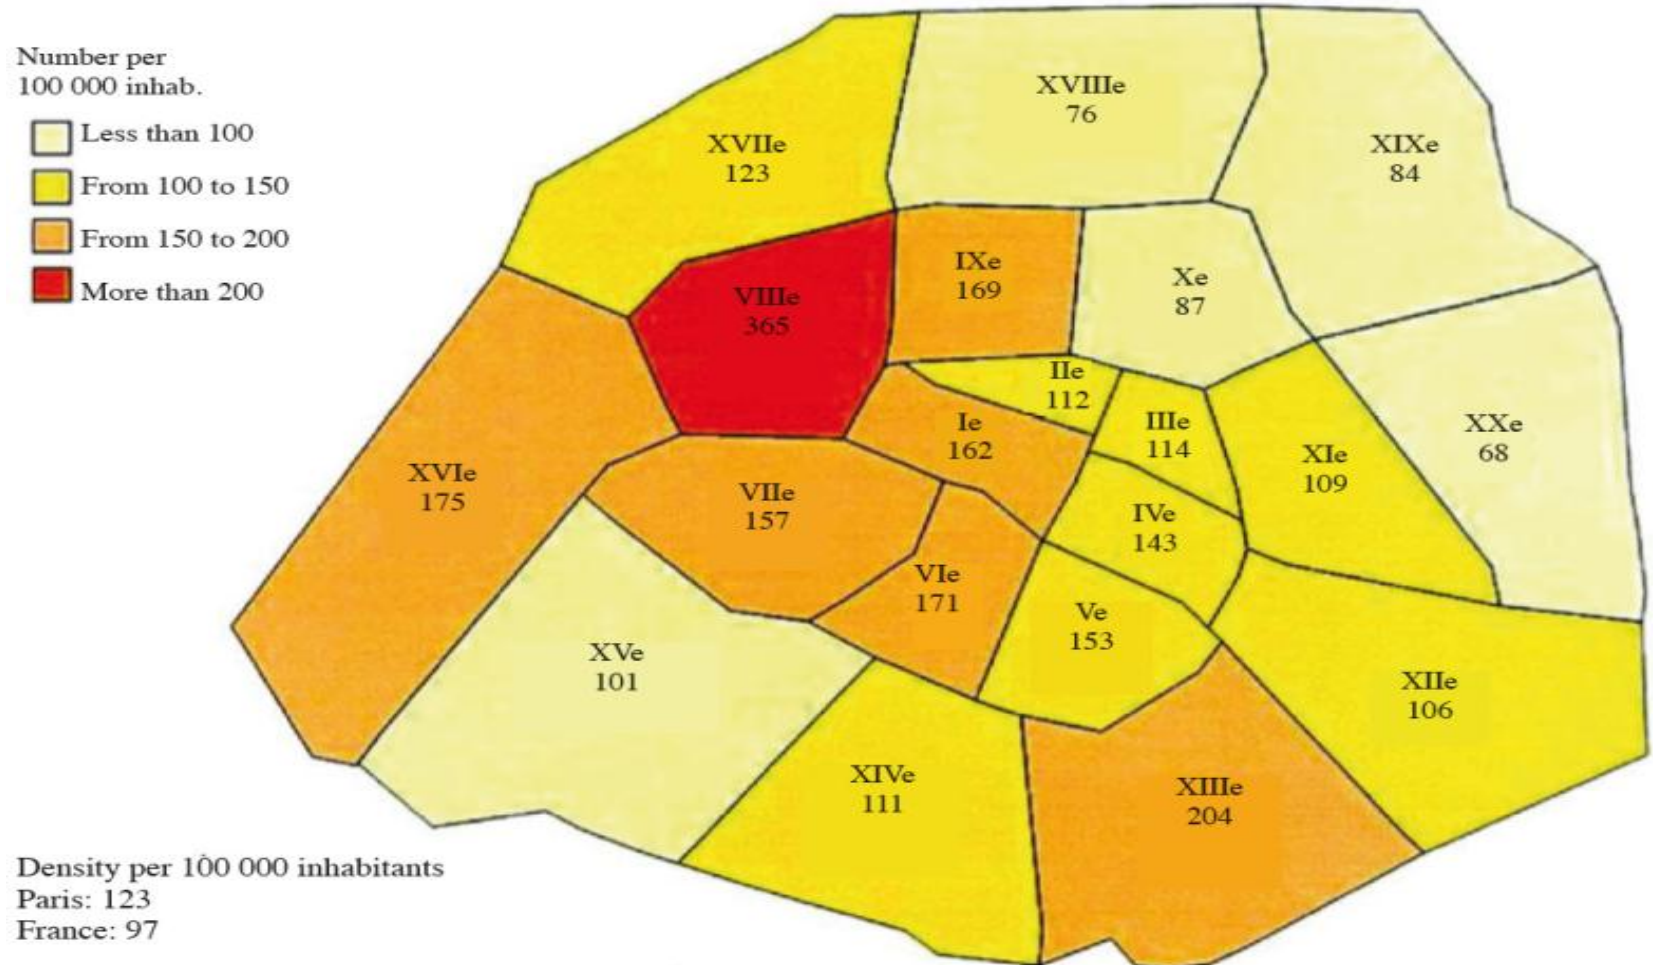 Number per
100 000 inhab.
Less than 100
From 100 to 150
From 150 to 200
More than 200
XVIIe
123
XVIIIe
76
XIXe
84
VIIIe
365
IXe
169
Xe
87
IIe
112
Ie
162
IIIe
114
XIe
109
XXe
68
XVIe
175
VIIe
157
IVe
143
VIe
171
Ve
153
XVe
101
XIIe
106
XIVe
111
XIIIe
204
Density per 100 000 inhabitants
Paris: 123
France: 97